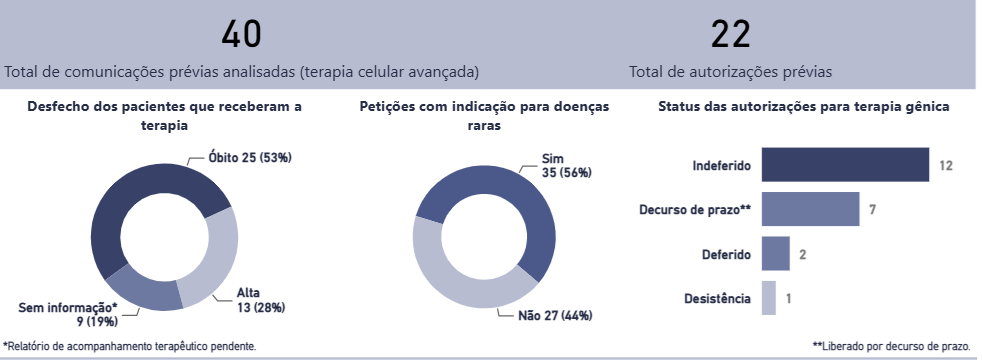 40
Total de comunicações prévias analisadas (terapia celular avançada)
22
Total de autorizações prévias
Desfecho dos pacientes que receberam a
terapia
Óbito 25 (53%)
Alta
13 (28%)
Sem informação*
9 (19%)
*Relatório de acompanhamento terapêutico pendente.
Petições com indicação para doenças
raras
Sim
35 (56%)
Não 27 (44%)
Status das autorizações para terapia gênica
Indeferido 12
Decurso de prazo** 7
Deferido 2
Desistência 1
**Liberado por decurso de prazo.